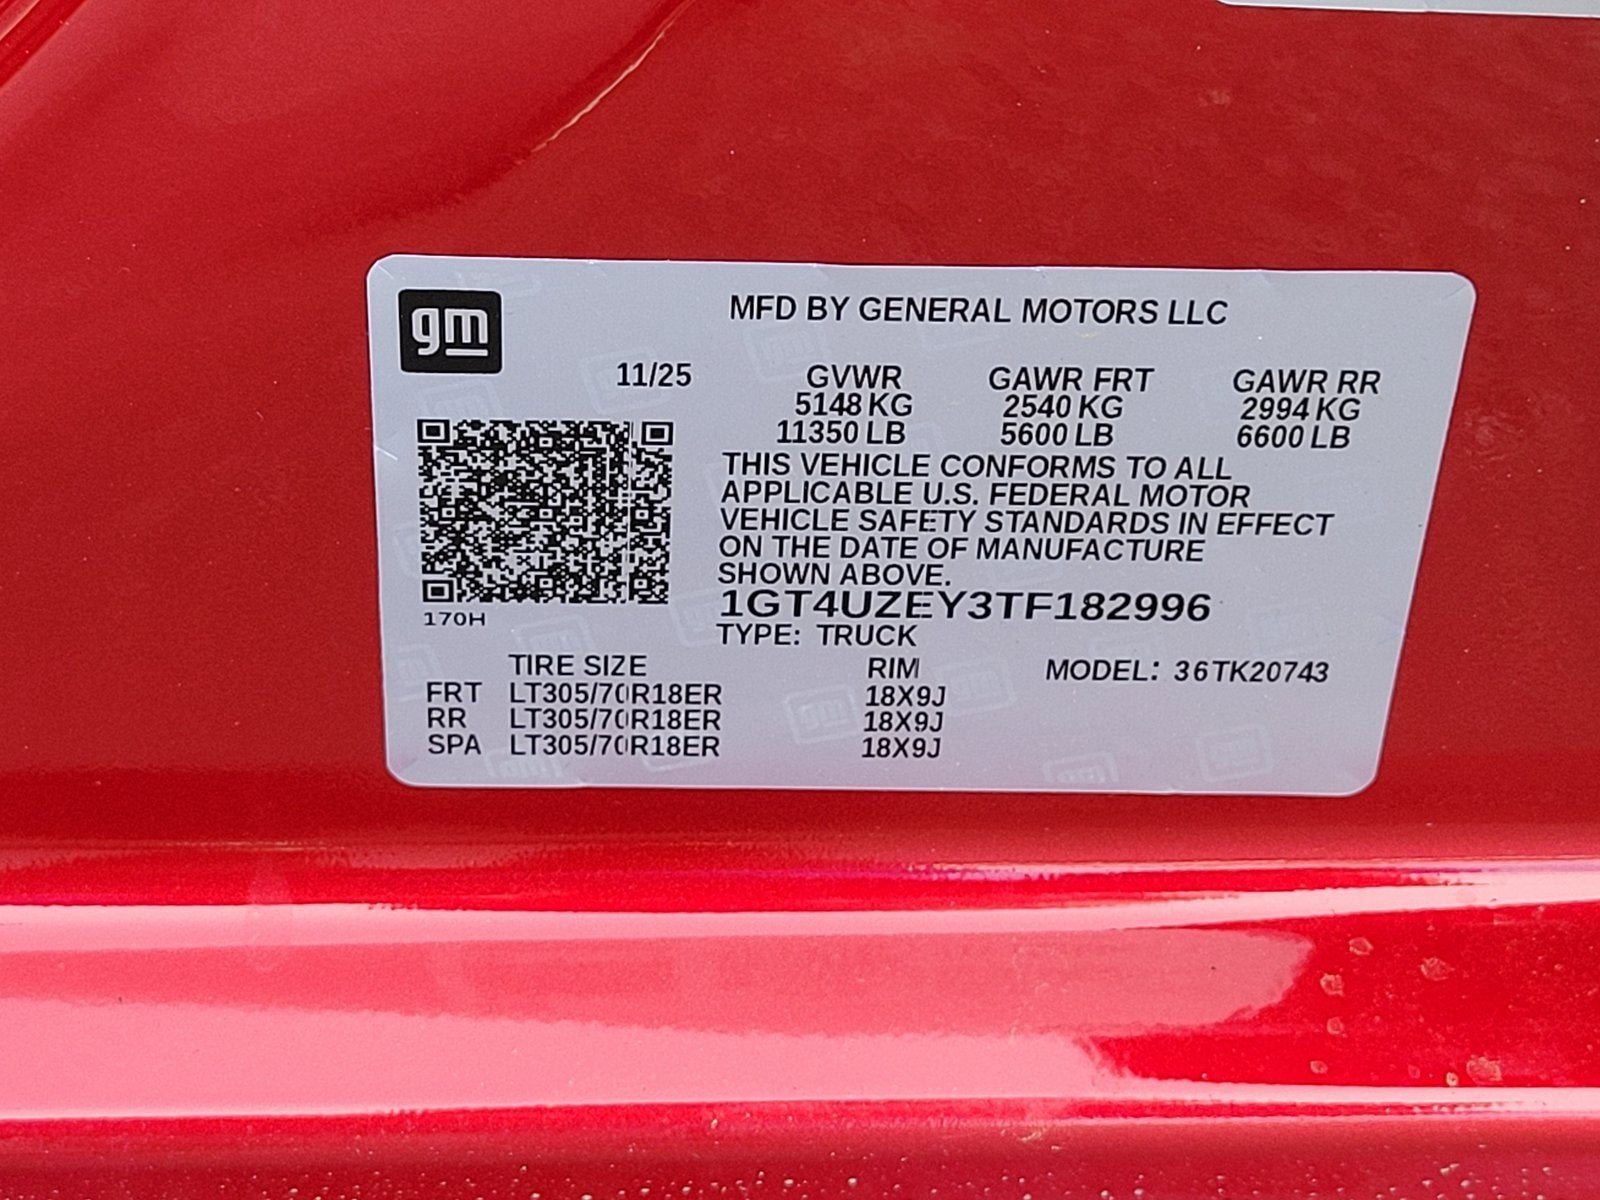 gm
MFD BY GENERAL MOTORS LLC
11/25 GVWR GAWR FRT GAWR RR
5148 KG 2540 KG 2994 KG
11350 LB 5600 LB 6600 LB
THIS VEHICLE CONFORMS TO ALL
APPLICABLE U.S. FEDERAL MOTOR
VEHICLE SAFETY STANDARDS IN EFFECT
ON THE DATE OF MANUFACTURE
SHOWN ABOVE.
170H
1GT4UZEY3TF182996
TYPE: TRUCK
TIRE SIZE RIM MODEL: 36TK20743
FRT LT305/70R18ER 18X9J
RR LT305/70R18ER 18X9J
SPA LT305/70R18ER 18X9J